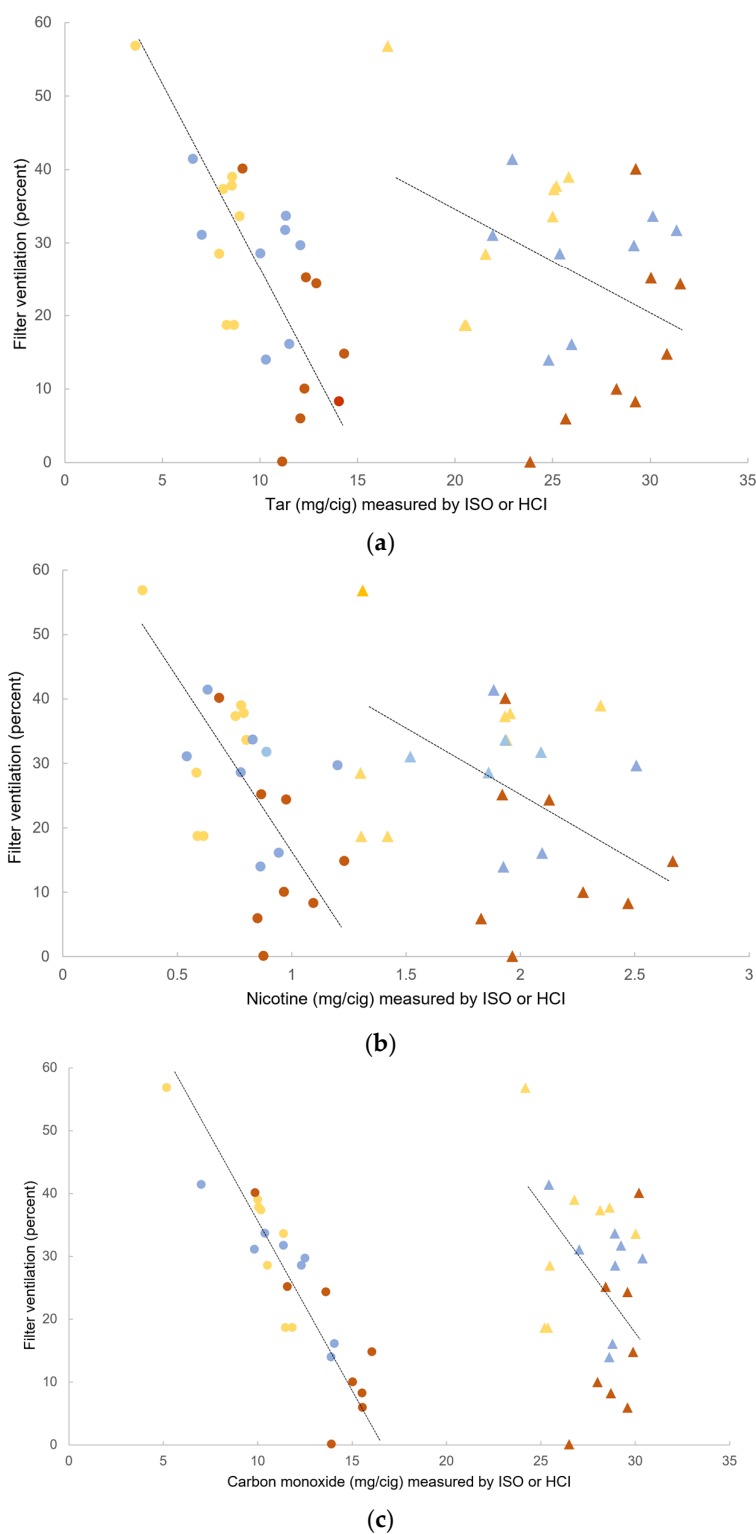 60
50
40
30
20
10
0
Filter ventilation (percent)
0 5 10 15 20 25 30 35
Tar (mg/cig) measured by ISO or HCI
(a)
60
50
40
30
20
10
0
Filter ventilation (percent)
0 0.5 1 1.5 2 2.5 3
Nicotine (mg/cig) measured by ISO or HCI
(b)
60
50
40
30
20
10
0
Filter ventilation (percent)
0 5 10 15 20 25 30 35
Carbon monoxide (mg/cig) measured by ISO or HCI
(c)